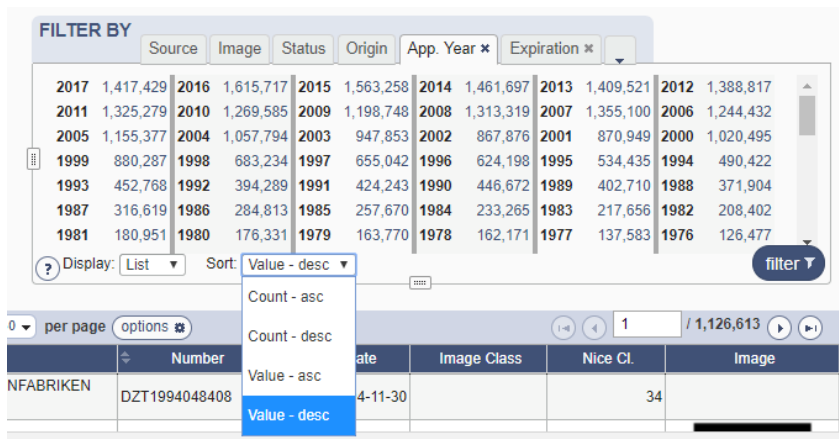 FILTER BY
Source Image Status Origin App. Year × Expiration ×
2017 1,417,429 2016 1,615,717 2015 1,563,258 2014 1,461,697 2013 1,409,521 2012 1,388,817
2011 1,325,279 2010 1,269,585 2009 1,198,748 2008 1,313,319 2007 1,355,100 2006 1,244,432
2005 1,155,377 2004 1,057,794 2003 947,853 2002 867,876 2001 870,949 2000 1,020,495
1999 880,287 1998 683,234 1997 655,042 1996 624,198 1995 534,435 1994 490,422
1993 452,768 1992 394,289 1991 424,243 1990 446,672 1989 402,710 1988 371,904
1987 316,619 1986 284,813 1985 257,670 1984 233,265 1983 217,656 1982 208,402
1981 180,951 1980 176,331 1979 163,770 1978 162,171 1977 137,583 1976 126,477
? Display: List Sort: Value - desc filter
Count - asc
Count - desc
Value - asc
Value - desc
0 per page options 1 / 1,126,613
Number ate Image Class Nice Cl. Image
NFABRIKEN DZT1994048408 4-11-30 34